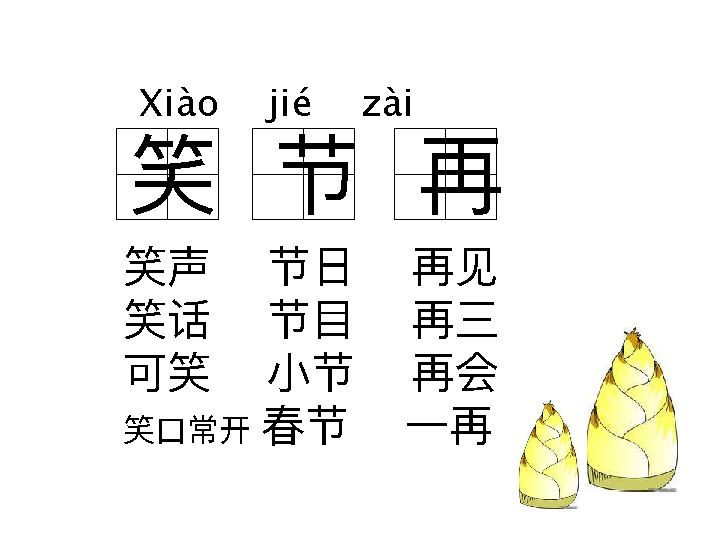 Xiào jié zài
笑 节 再
笑声 节日 再见
笑话 节目 再三
可笑 小节 再会
笑口常开 春节 一再